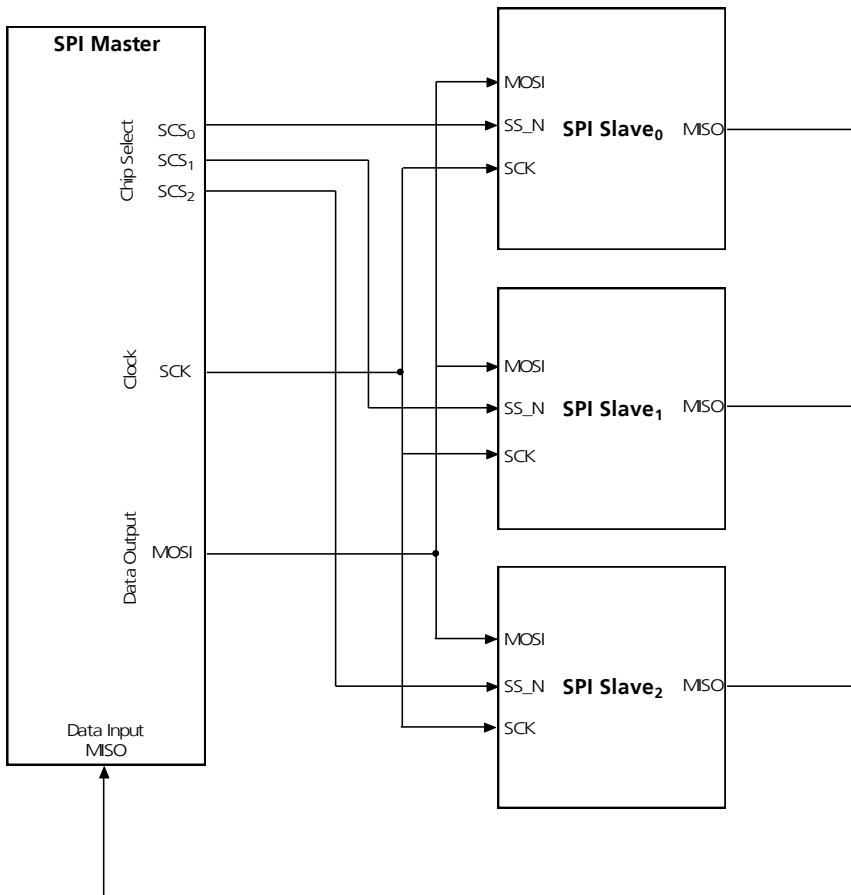 SPI Master
Chip Select
SCS0
SCS1
SCS2
Clock
SCK
Data Output
MOSI
Data Input
MISO
MOSI
SS_N
SCK
SPI Slave0
MISO
MOSI
SS_N
SCK
SPI Slave1
MISO
MOSI
SS_N
SCK
SPI Slave2
MISO